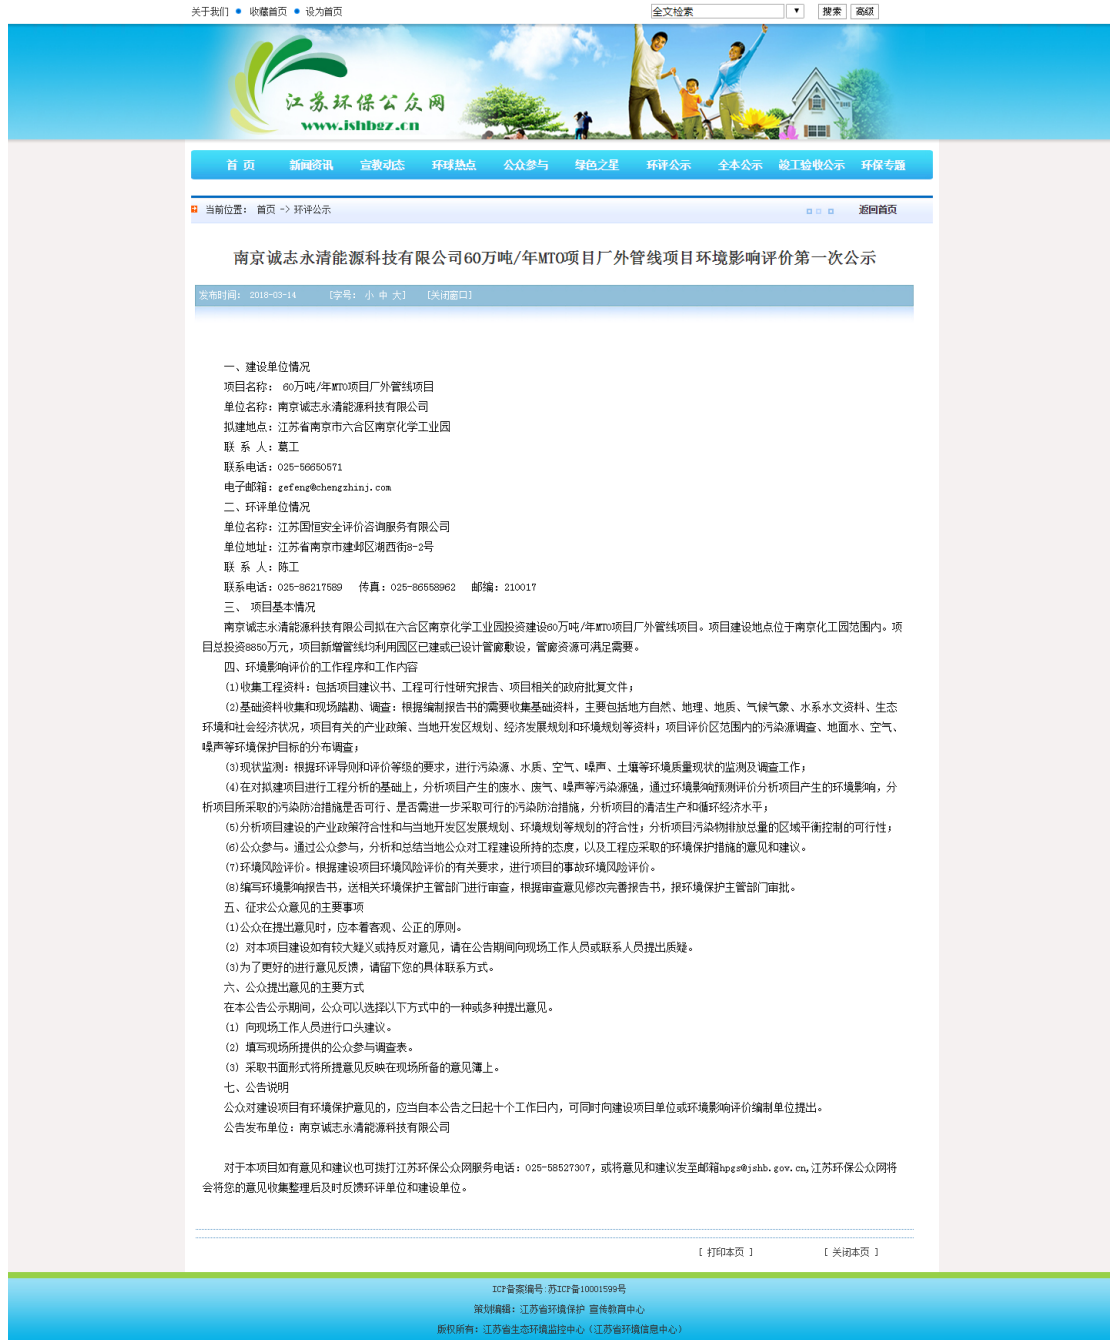 关于我们 ● 收藏首页 ● 设为首页 全文检索 ▼ 搜索 高级
江苏环保公众网
www.jshbgz.cn
首 页 新闻资讯 宣教动态 环球热点 公众参与 绿色之星 环评公示 全本公示 竣工验收公示 环保专题
当前位置： 首页 -> 环评公示 返回首页
南京诚志永清能源科技有限公司60万吨/年MTO项目厂外管线项目环境影响评价第一次公示
发布时间： 2018-03-14 [字号： 小 中 大] [关闭窗口]
一、建设单位情况
项目名称： 60万吨/年MTO项目厂外管线项目
单位名称：南京诚志永清能源科技有限公司
拟建地点：江苏省南京市六合区南京化学工业园
联 系 人：葛工
联系电话：025-56650571
电子邮箱：gefeng@chengzhinj.com
二、环评单位情况
单位名称：江苏国恒安全评价咨询服务有限公司
单位地址：江苏省南京市建邺区湖西街8-2号
联 系 人：陈工
联系电话：025-86217589 传真：025-86558962 邮编：210017
三、 项目基本情况
南京诚志永清能源科技有限公司拟在六合区南京化学工业园投资建设60万吨/年MTO项目厂外管线项目。项目建设地点位于南京化工园范围内。项
目总投资8850万元，项目新增管线均利用园区已建或已设计管廊敷设，管廊资源可满足需要。
四、环境影响评价的工作程序和工作内容
(1)收集工程资料：包括项目建议书、工程可行性研究报告、项目相关的政府批复文件；
(2)基础资料收集和现场踏勘、调查：根据编制报告书的需要收集基础资料，主要包括地方自然、地理、地质、气候气象、水系水文资料、生态
环境和社会经济状况，项目有关的产业政策、当地开发区规划、经济发展规划和环境规划等资料；项目评价区范围内的污染源调查、地面水、空气、
噪声等环境保护目标的分布调查；
(3)现状监测：根据环评导则和评价等级的要求，进行污染源、水质、空气、噪声、土壤等环境质量现状的监测及调查工作；
(4)在对拟建项目进行工程分析的基础上，分析项目产生的废水、废气、噪声等污染源强，通过环境影响预测评价分析项目产生的环境影响，分
析项目所采取的污染防治措施是否可行、是否需进一步采取可行的污染防治措施，分析项目的清洁生产和循环经济水平；
(5)分析项目建设的产业政策符合性和与当地开发区发展规划、环境规划等规划的符合性；分析项目污染物排放总量的区域平衡控制的可行性；
(6)公众参与。通过公众参与，分析和总结当地公众对工程建设所持的态度，以及工程应采取的环境保护措施的意见和建议。
(7)环境风险评价。根据建设项目环境风险评价的有关要求，进行项目的事故环境风险评价。
(8)编写环境影响报告书，送相关环境保护主管部门进行审查，根据审查意见修改完善报告书，报环境保护主管部门审批。
五、征求公众意见的主要事项
(1)公众在提出意见时，应本着客观、公正的原则。
(2) 对本项目建设如有较大疑义或持反对意见，请在公告期间向现场工作人员或联系人员提出质疑。
(3)为了更好的进行意见反馈，请留下您的具体联系方式。
六、公众提出意见的主要方式
在本公告公示期间，公众可以选择以下方式中的一种或多种提出意见。
(1) 向现场工作人员进行口头建议。
(2) 填写现场所提供的公众参与调查表。
(3) 采取书面形式将所提意见反映在现场所备的意见簿上。
七、公告说明
公众对建设项目有环境保护意见的，应当自本公告之日起十个工作日内，可同时向建设项目单位或环境影响评价编制单位提出。
公告发布单位：南京诚志永清能源科技有限公司
对于本项目如有意见和建议也可拨打江苏环保公众网服务电话：025-58527307，或将意见和建议发至邮箱hpgs@jshb.gov.cn,江苏环保公众网将
会将您的意见收集整理后及时反馈环评单位和建设单位。
[ 打印本页 ] [ 关闭本页 ]
ICP备案编号:苏ICP备10001599号
策划编辑：江苏省环境保护 宣传教育中心
版权所有：江苏省生态环境监控中心（江苏省环境信息中心）